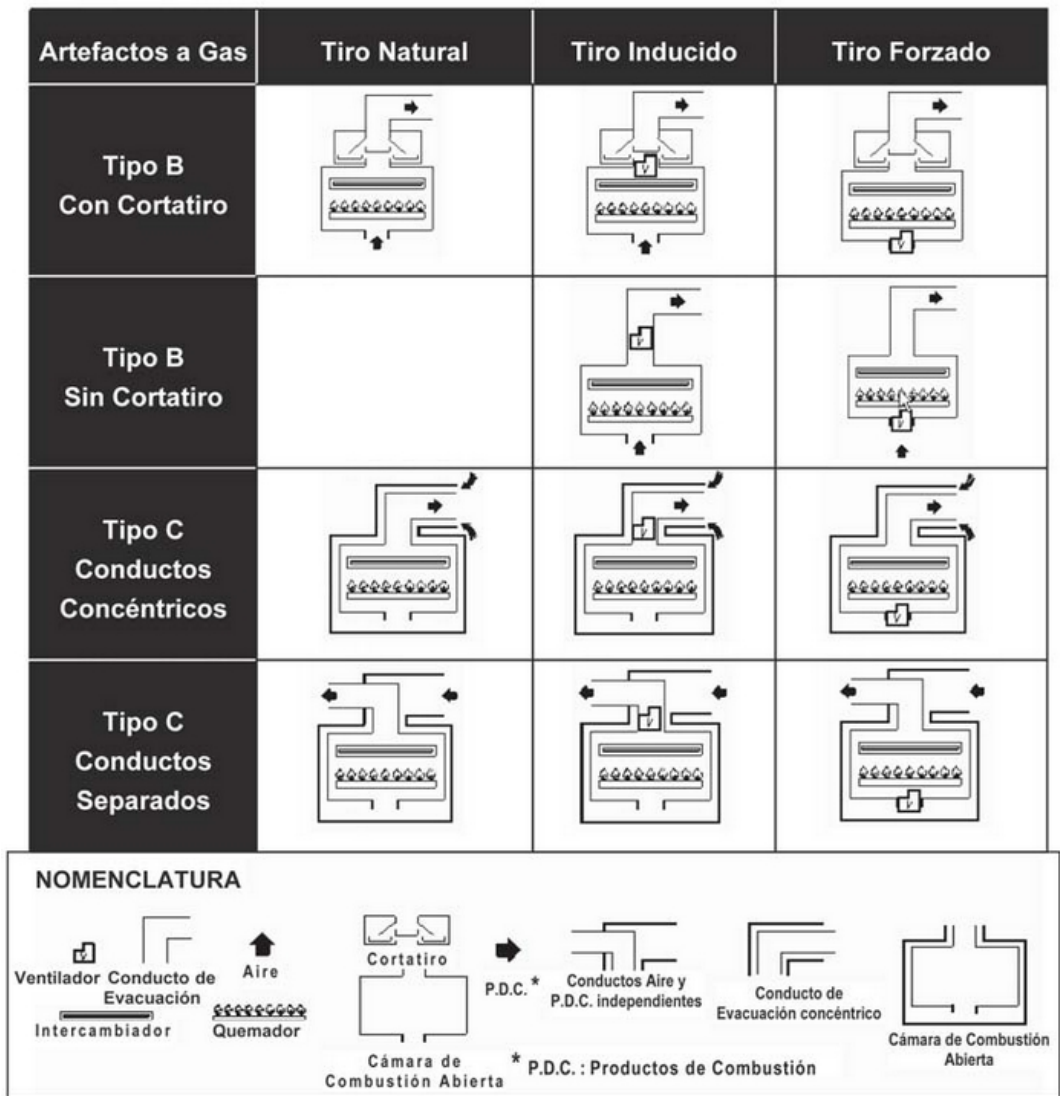 Artefactos a Gas
Tiro Natural
Tiro Inducido
Tiro Forzado
Tipo B
Con Cortatiro
V
V
Tipo B
Sin Cortatiro
V
V
Tipo C
Conductos
Concéntricos
V
V
Tipo C
Conductos
Separados
V
V
NOMENCLATURA
V
Ventilador
Conducto de
Evacuación
Aire
Intercambiador
Quemador
Cortatiro
Cámara de
Combustión Abierta
P.D.C. *
Conductos Aire y
P.D.C. independientes
Conducto de
Evacuación concéntrico
Cámara de Combustión
Abierta
* P.D.C. : Productos de Combustión